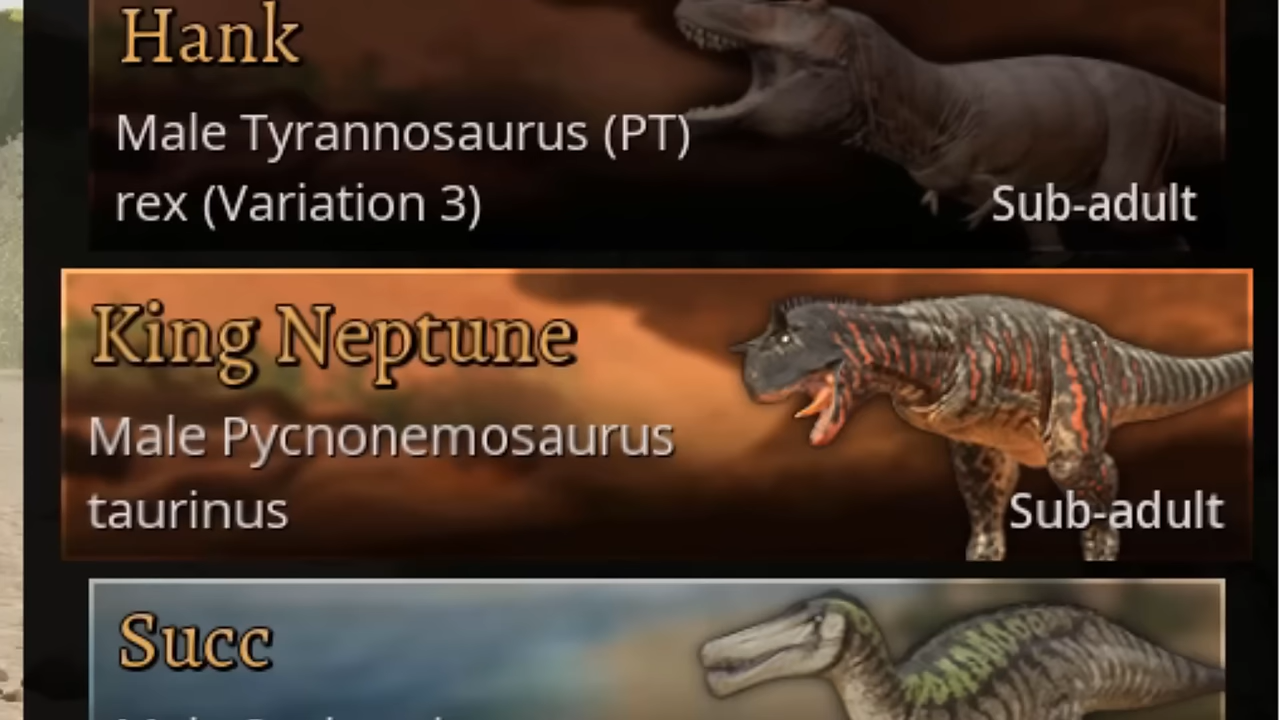 Hank
Male Tyrannosaurus (PT)
rex (Variation 3)
Sub-adult
King Neptune
Male Pycnonemosaurus
taurinus
Sub-adult
Succ